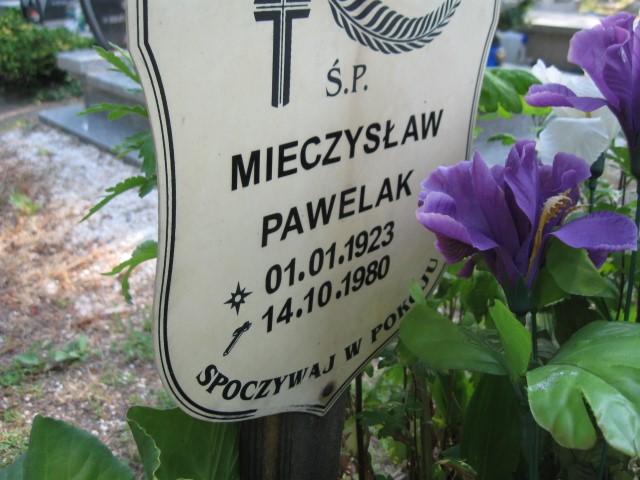 Ś.P.
MIECZYSŁAW
PAWELAK
01.01.1923
14.10.1980
SPOCZYWAJ W POKOJU